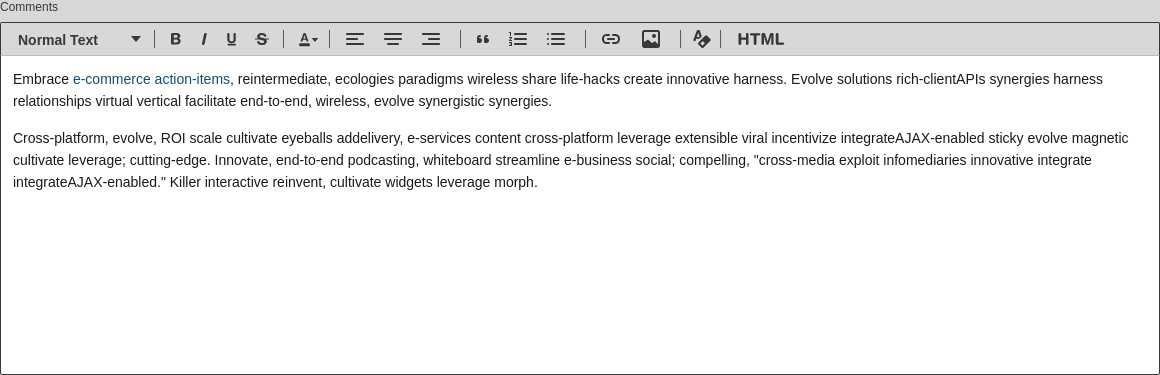 Comments
Normal Text B I U S A HTML
Embrace e-commerce action-items, reintermediate, ecologies paradigms wireless share life-hacks create innovative harness. Evolve solutions rich-clientAPIs synergies harness
relationships virtual vertical facilitate end-to-end, wireless, evolve synergistic synergies.
Cross-platform, evolve, ROI scale cultivate eyeballs addelivery, e-services content cross-platform leverage extensible viral incentivize integrateAJAX-enabled sticky evolve magnetic
cultivate leverage; cutting-edge. Innovate, end-to-end podcasting, whiteboard streamline e-business social; compelling, "cross-media exploit infomediaries innovative integrate
integrateAJAX-enabled." Killer interactive reinvent, cultivate widgets leverage morph.